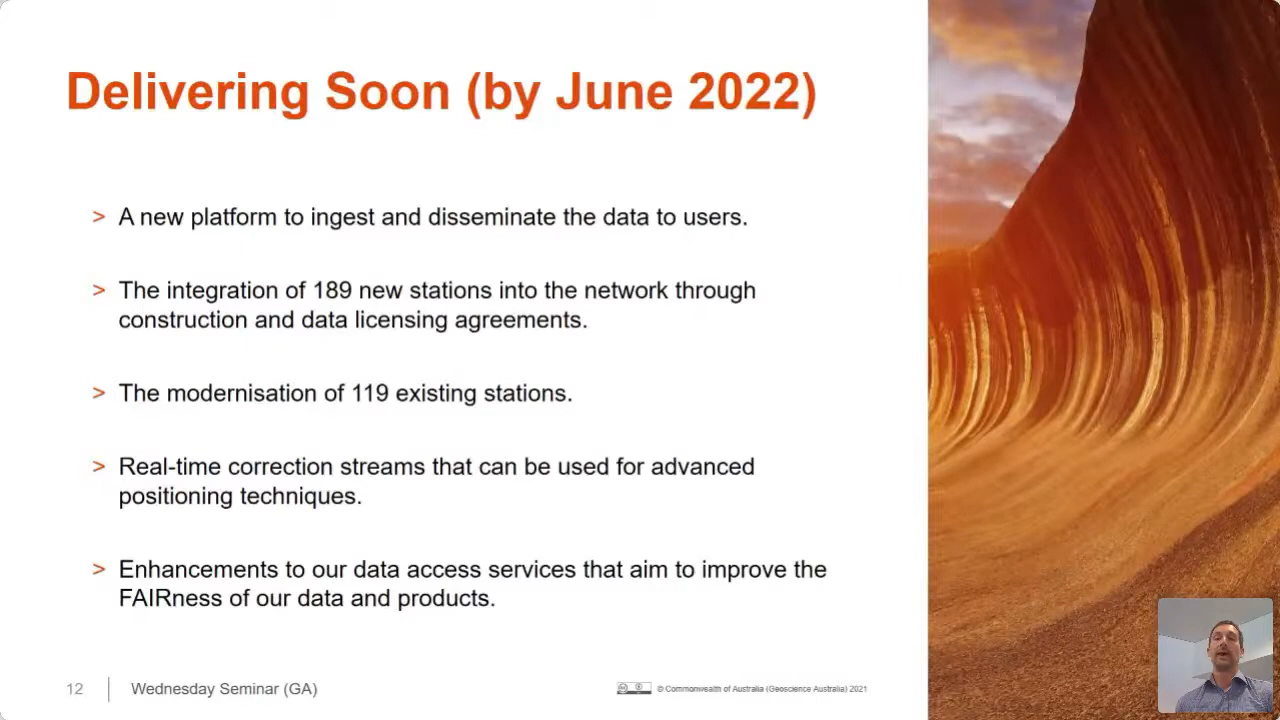 Delivering Soon (by June 2022)
> A new platform to ingest and disseminate the data to users.
> The integration of 189 new stations into the network through
construction and data licensing agreements.
> The modernisation of 119 existing stations.
> Real-time correction streams that can be used for advanced
positioning techniques.
> Enhancements to our data access services that aim to improve the
FAIRness of our data and products.
12 Wednesday Seminar (GA)
© Commonwealth of Australia (Geoscience Australia) 2021